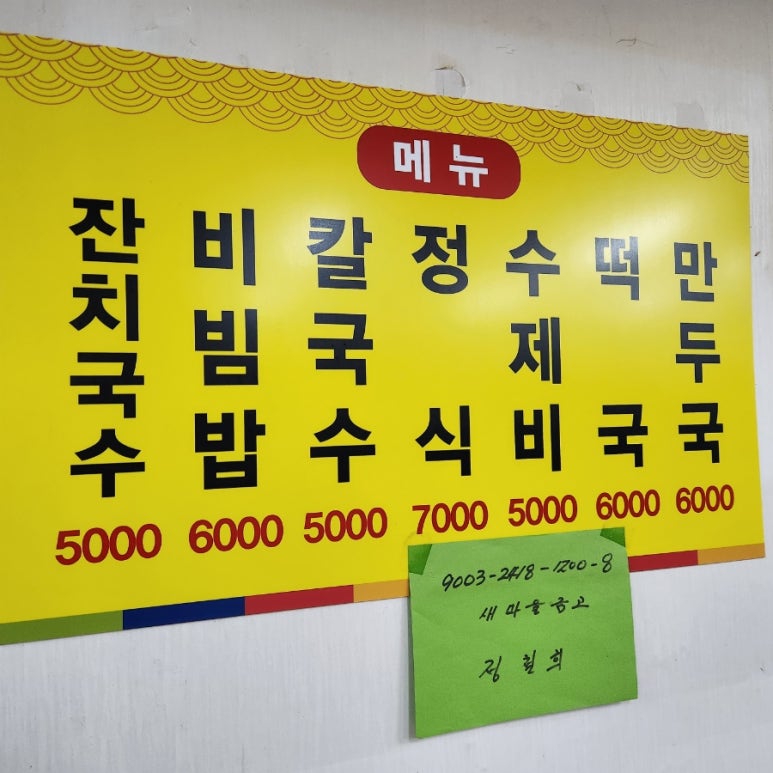 메뉴
잔치국수 5000
비빔밥 6000
칼국수 5000
정식 7000
수제비 5000
떡국 6000
만두국 6000
9003-2418-1200-8
새마을금고
정
희